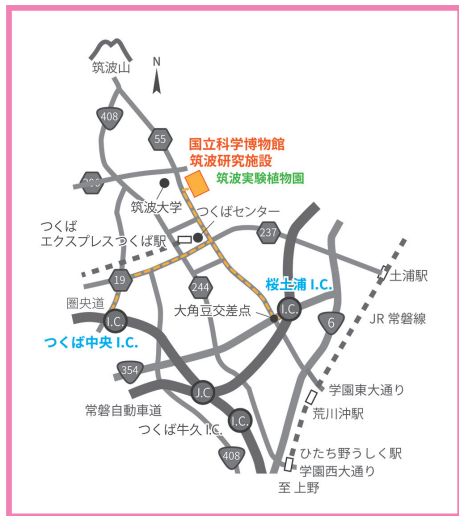 筑波山
N
408
55
国立科学博物館
筑波研究施設
筑波実験植物園
筑波大学
つくばセンター
つくば
エクスプレスつくば駅
237
19
244
桜土浦 I.C.
土浦駅
圏央道
大角豆交差点
I.C.
I.C.
つくば中央 I.C.
6
JR 常磐線
354
J.C
学園東大通り
常磐自動車道
荒川沖駅
つくば牛久 I.C.
I.C.
408
ひたち野うしく駅
学園西大通り
至 上野